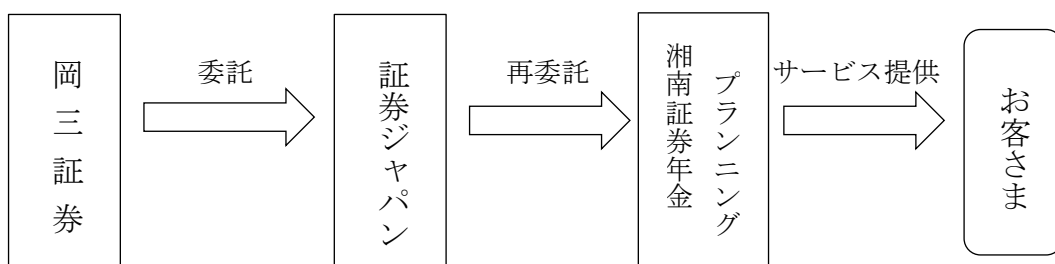 岡三証券
委託
証券ジャパン
再委託
湘南証券年金
プランニング
サービス提供
お客さま